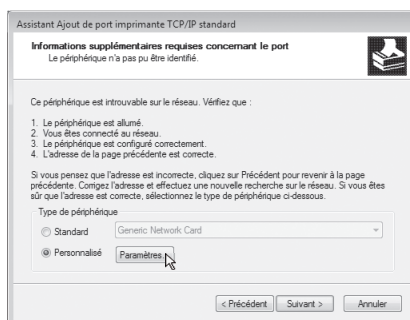 Assistant Ajout de port imprimante TCP/IP standard
Informations supplémentaires requises concernant le port
Le périphérique n'a pas pu être identifié.
Ce périphérique est introuvable sur le réseau. Vérifiez que :
1. Le périphérique est allumé.
2. Vous êtes connecté au réseau.
3. Le périphérique est configuré correctement.
4. L'adresse de la page précédente est correcte.
Si vous pensez que l'adresse est incorrecte, cliquez sur Précédent pour revenir à la page
précédente. Corrigez l'adresse et effectuez une nouvelle recherche sur le réseau. Si vous êtes
sûr que l'adresse est correcte, sélectionnez le type de périphérique ci-dessous.
Type de périphérique
Standard Generic Network Card
Personnalisé Paramètres...
< Précédent Suivant > Annuler